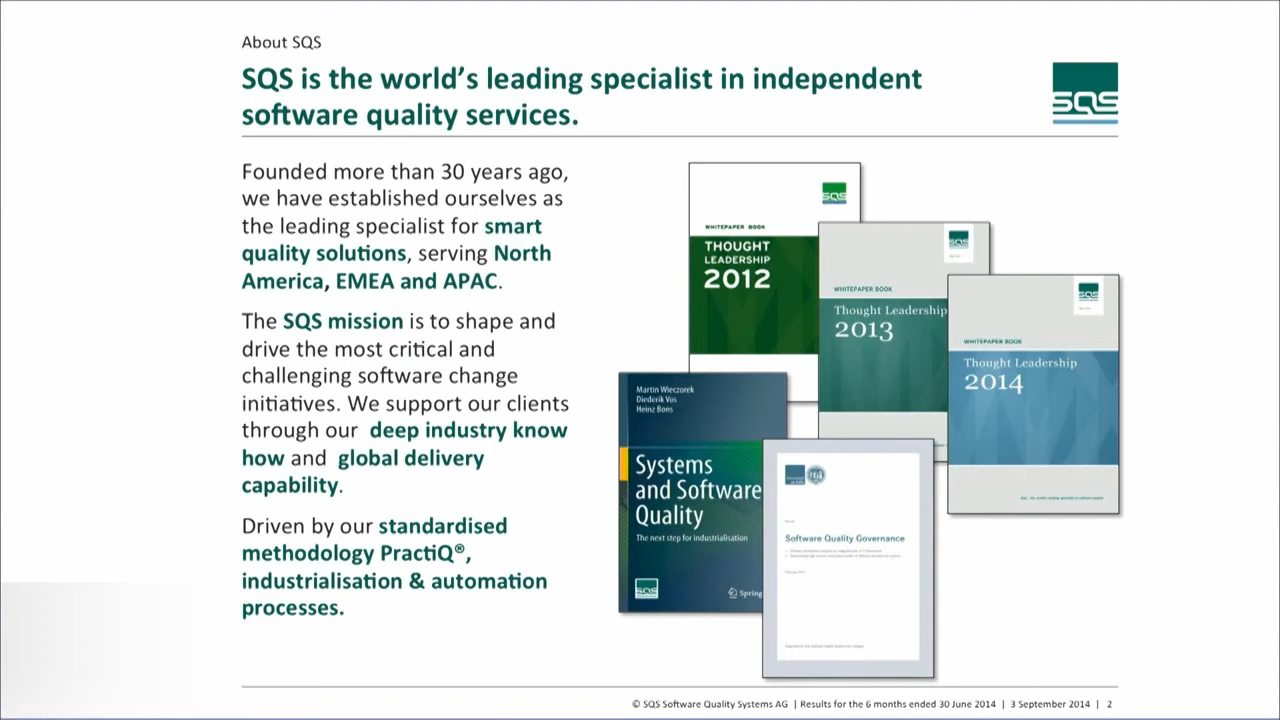 About SQS
SQS is the world's leading specialist in independent
software quality services.
SQS
Founded more than 30 years ago,
we have established ourselves as
the leading specialist for smart
quality solutions, serving North
America, EMEA and APAC.
The SQS mission is to shape and
drive the most critical and
challenging software change
initiatives. We support our clients
through our deep industry know
how and global delivery
capability.
Driven by our standardised
methodology PractiQ®,
industrialisation & automation
processes.
SQS
WHITEPAPER BOOK
THOUGHT
LEADERSHIP
2012
SQS
WHITEPAPER BOOK
Thought Leadership
2013
SQS
WHITEPAPER BOOK
Thought Leadership
2014
Martin Wieczorek
Diederik Vos
Heinz Bons
Systems
and Software
Quality
The next step for industrialisation
SQS
Spring
Software Quality Governance
© SQS Software Quality Systems AG | Results for the 6 months ended 30 June 2014 | 3 September 2014 | 2